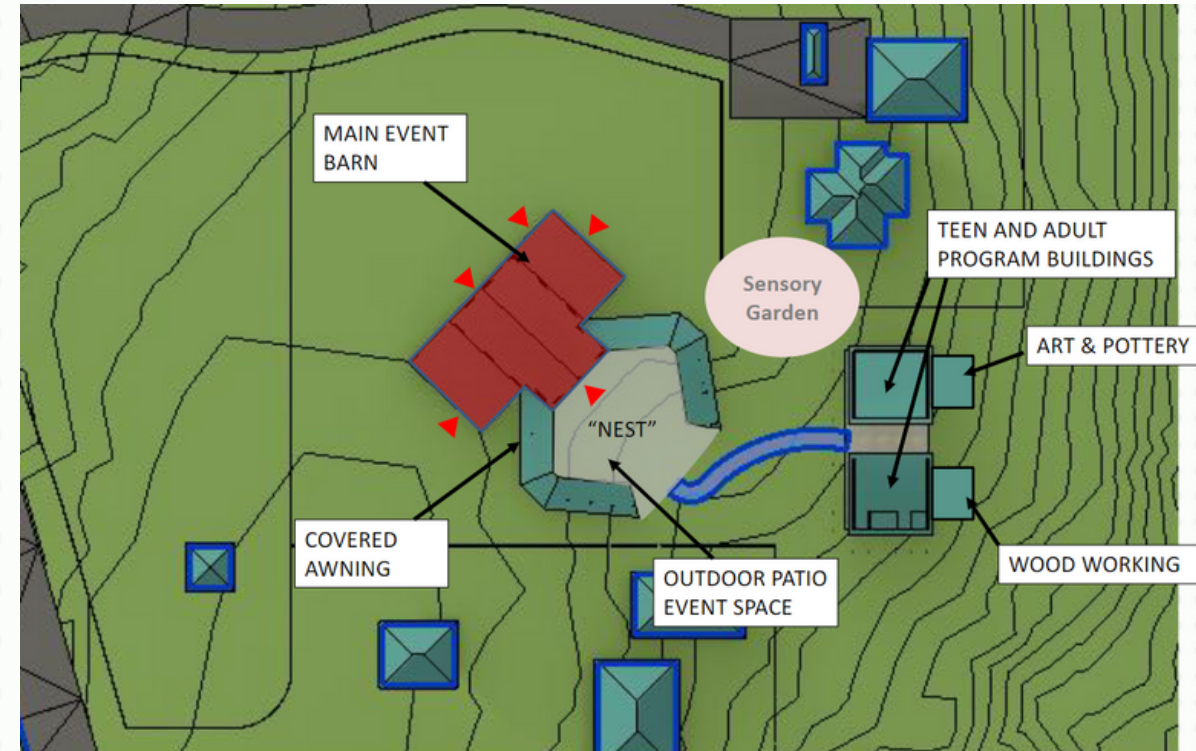 MAIN EVENT
BARN
TEEN AND ADULT
PROGRAM BUILDINGS
Sensory
Garden
ART & POTTERY
"NEST"
COVERED
AWNING
OUTDOOR PATIO
EVENT SPACE
WOOD WORKING